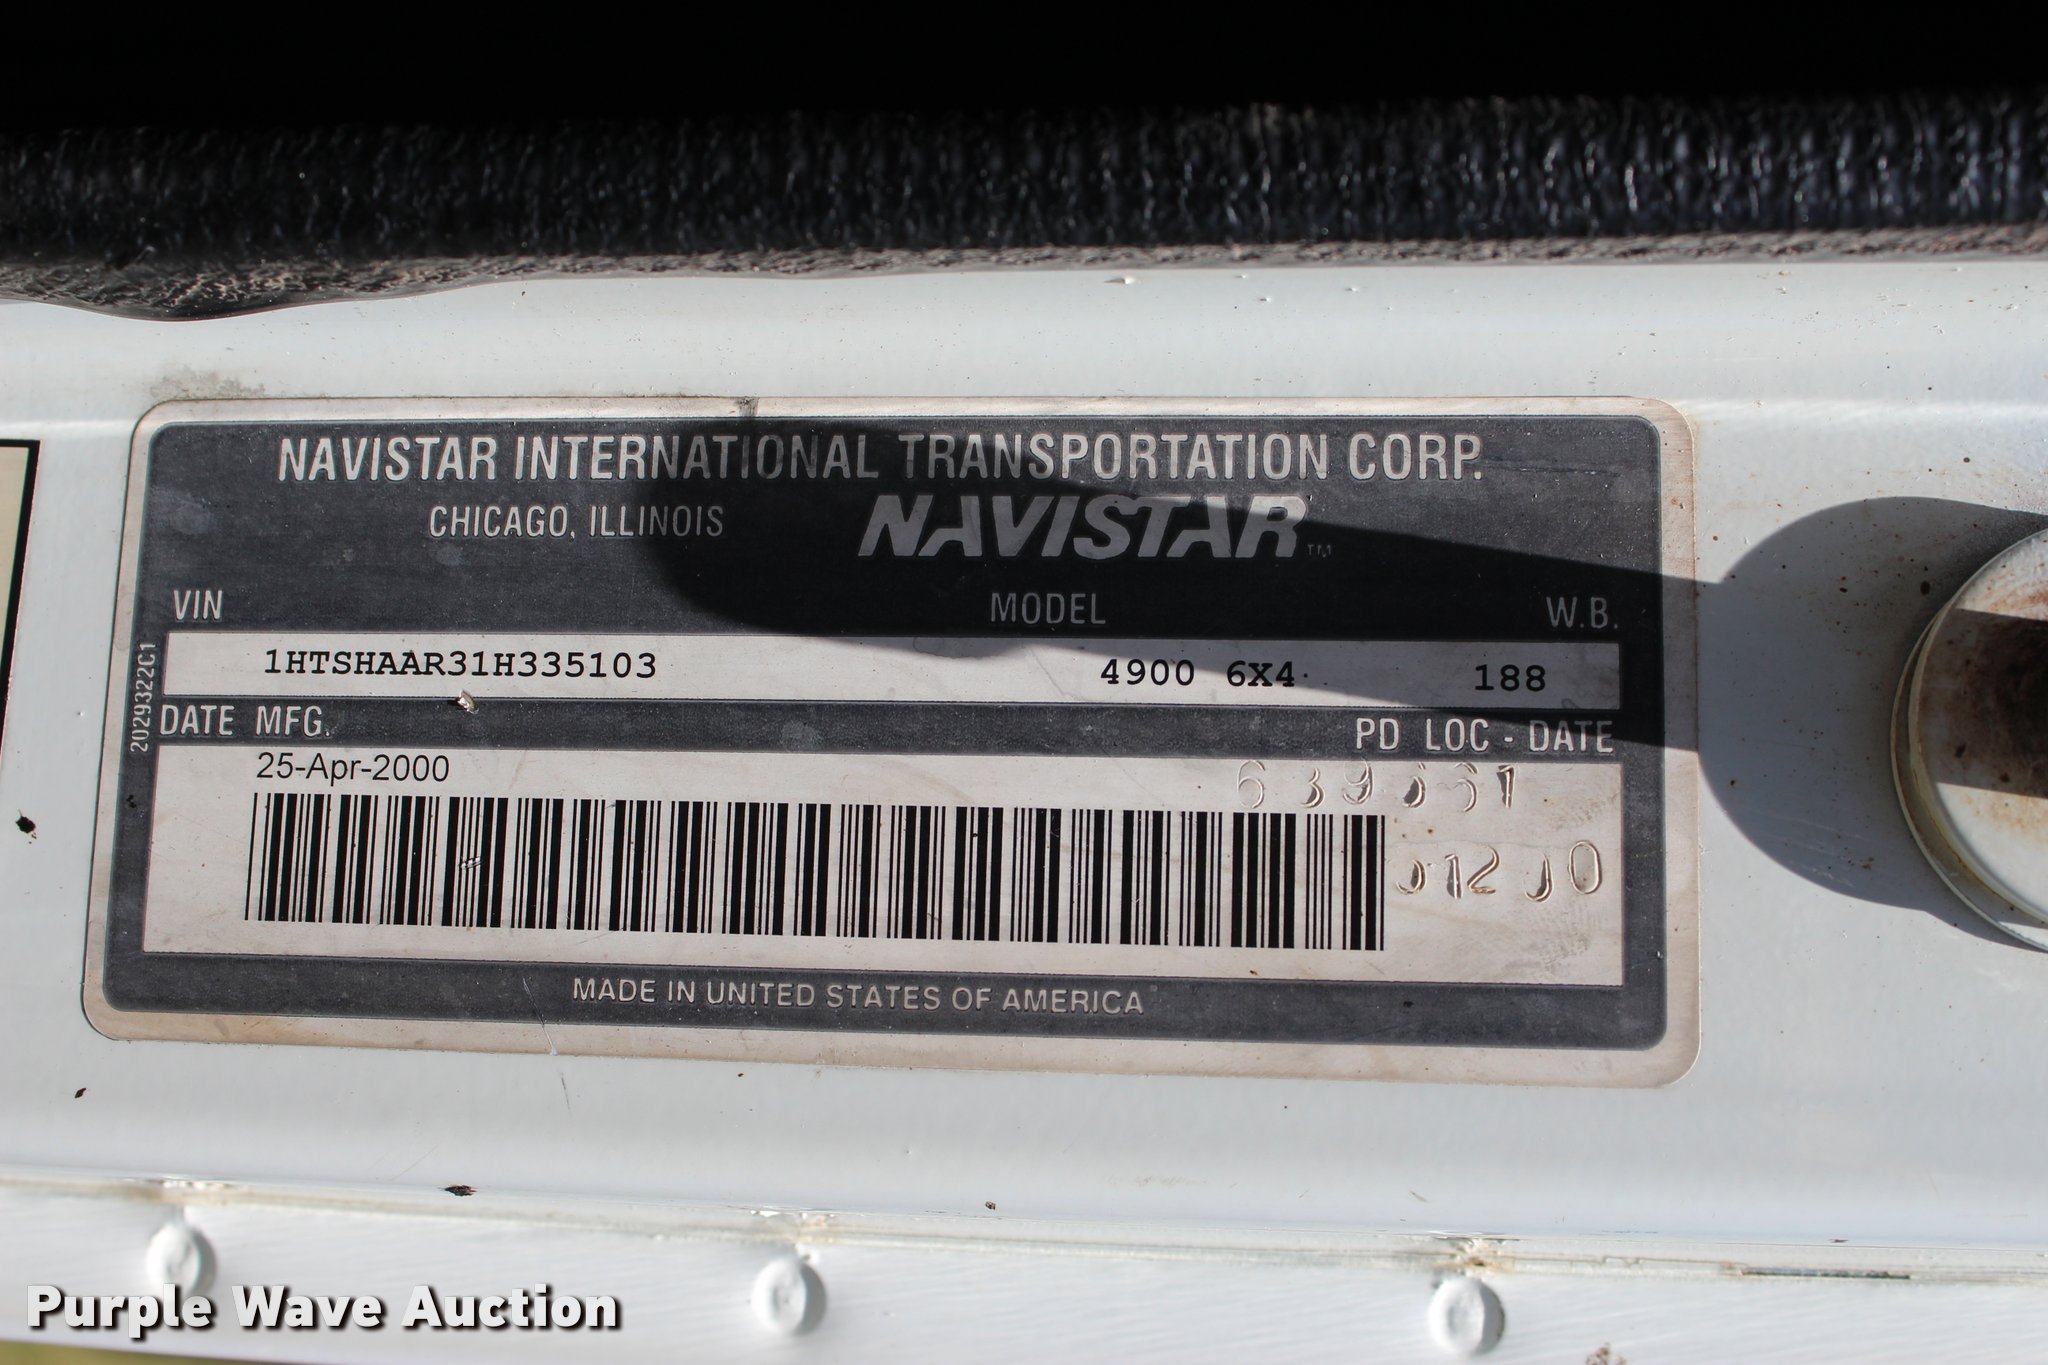 NAVISTAR INTERNATIONAL TRANSPORTATION CORP.
CHICAGO, ILLINOIS NAVISTAR™
VIN MODEL W.B.
1HTSHAAR31H335103 4900 6X4 188
2029322C1
DATE MFG. PD LOC - DATE
25-Apr-2000
MADE IN UNITED STATES OF AMERICA
Purple Wave Auction